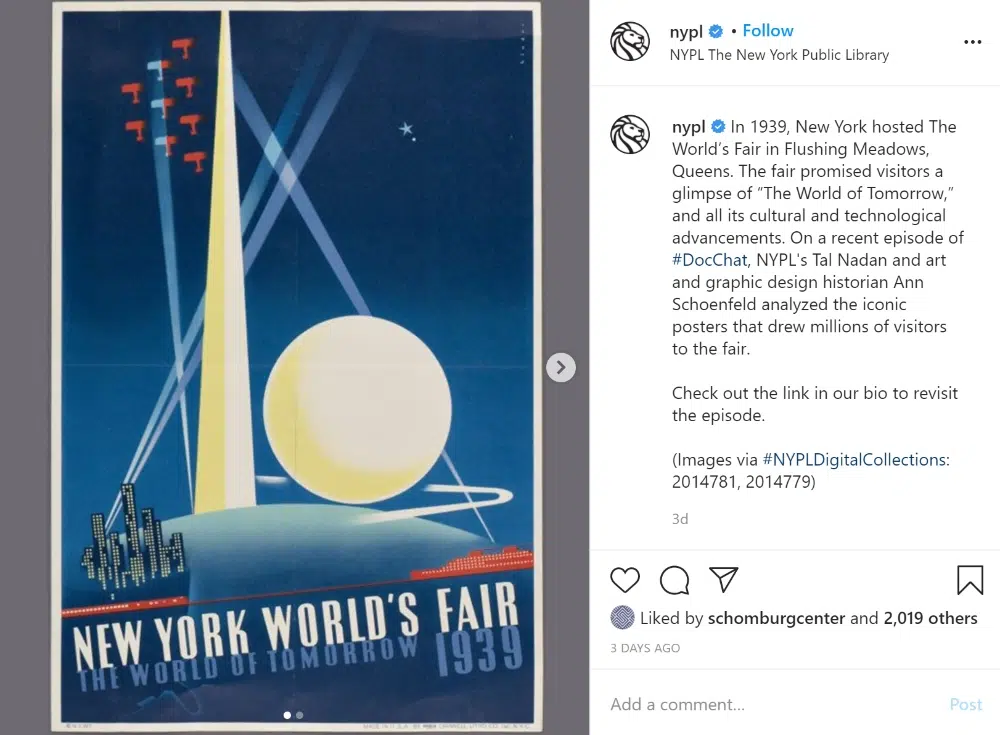 Binder
NEW YORK WORLD'S FAIR
THE WORLD OF TOMORROW 1939
nypl • Follow
NYPL The New York Public Library
nypl In 1939, New York hosted The
World's Fair in Flushing Meadows,
Queens. The fair promised visitors a
glimpse of "The World of Tomorrow,"
and all its cultural and technological
advancements. On a recent episode of
#DocChat, NYPL's Tal Nadan and art
and graphic design historian Ann
Schoenfeld analyzed the iconic
posters that drew millions of visitors
to the fair.
Check out the link in our bio to revisit
the episode.
(Images via #NYPLDigitalCollections:
2014781, 2014779)
3d
Liked by schomburgcenter and 2,019 others
3 DAYS AGO
Add a comment... Post